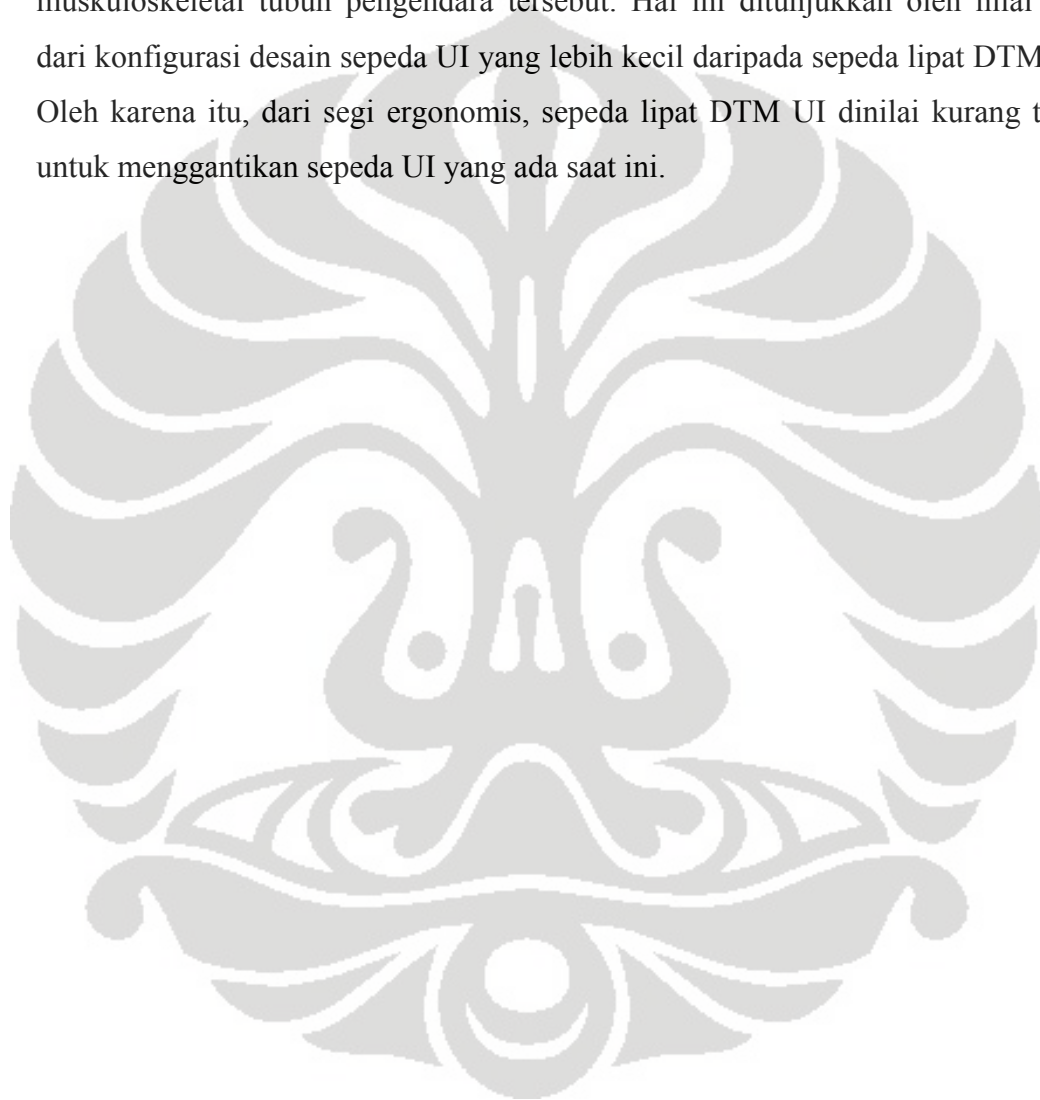 muskuloskeletal tubuh pengendara tersebut. Hal ini ditunjukkan oleh nilai
dari konfigurasi desain sepeda UI yang lebih kecil daripada sepeda lipat DTM
Oleh karena itu, dari segi ergonomis, sepeda lipat DTM UI dinilai kurang t
untuk menggantikan sepeda UI yang ada saat ini.